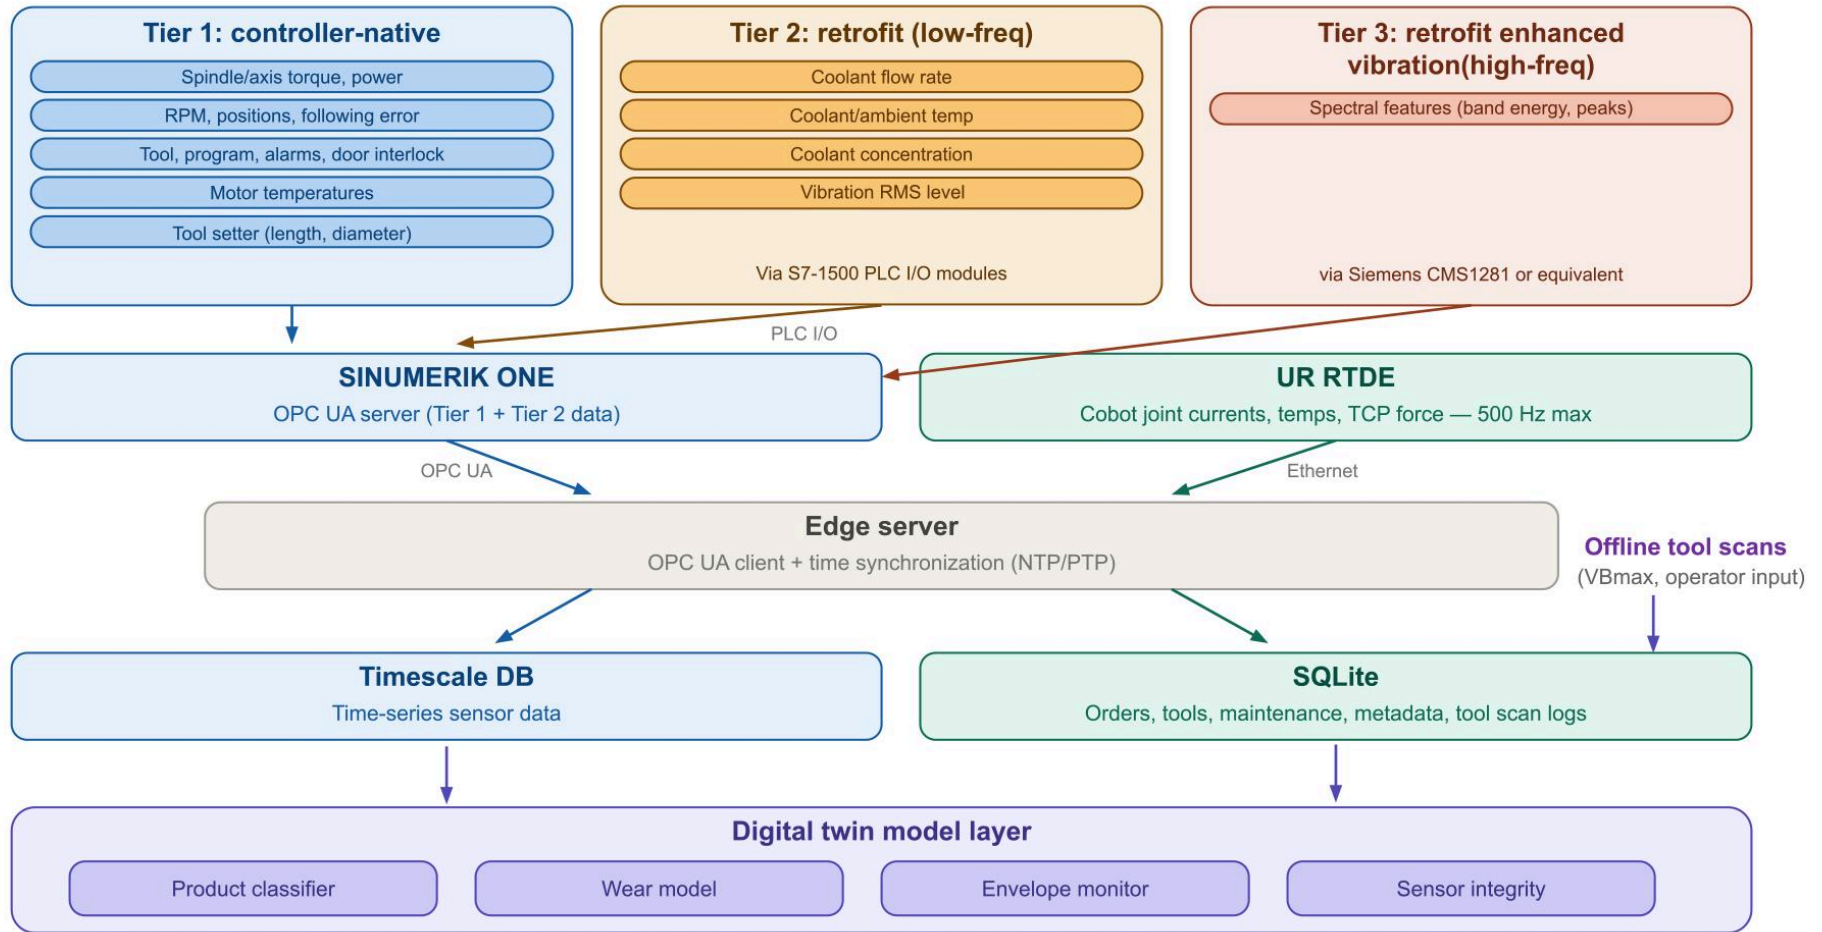 Tier 1: controller-native
Spindle/axis torque, power
RPM, positions, following error
Tool, program, alarms, door interlock
Motor temperatures
Tool setter (length, diameter)
Tier 2: retrofit (low-freq)
Coolant flow rate
Coolant/ambient temp
Coolant concentration
Vibration RMS level
Via S7-1500 PLC I/O modules
Tier 3: retrofit enhanced
vibration(high-freq)
Spectral features (band energy, peaks)
via Siemens CMS1281 or equivalent
PLC I/O
SINUMERIK ONE
OPC UA server (Tier 1 + Tier 2 data)
UR RTDE
Cobot joint currents, temps, TCP force — 500 Hz max
OPC UA
Ethernet
Edge server
OPC UA client + time synchronization (NTP/PTP)
Offline tool scans
(VBmax, operator input)
Timescale DB
Time-series sensor data
SQLite
Orders, tools, maintenance, metadata, tool scan logs
Digital twin model layer
Product classifier
Wear model
Envelope monitor
Sensor integrity